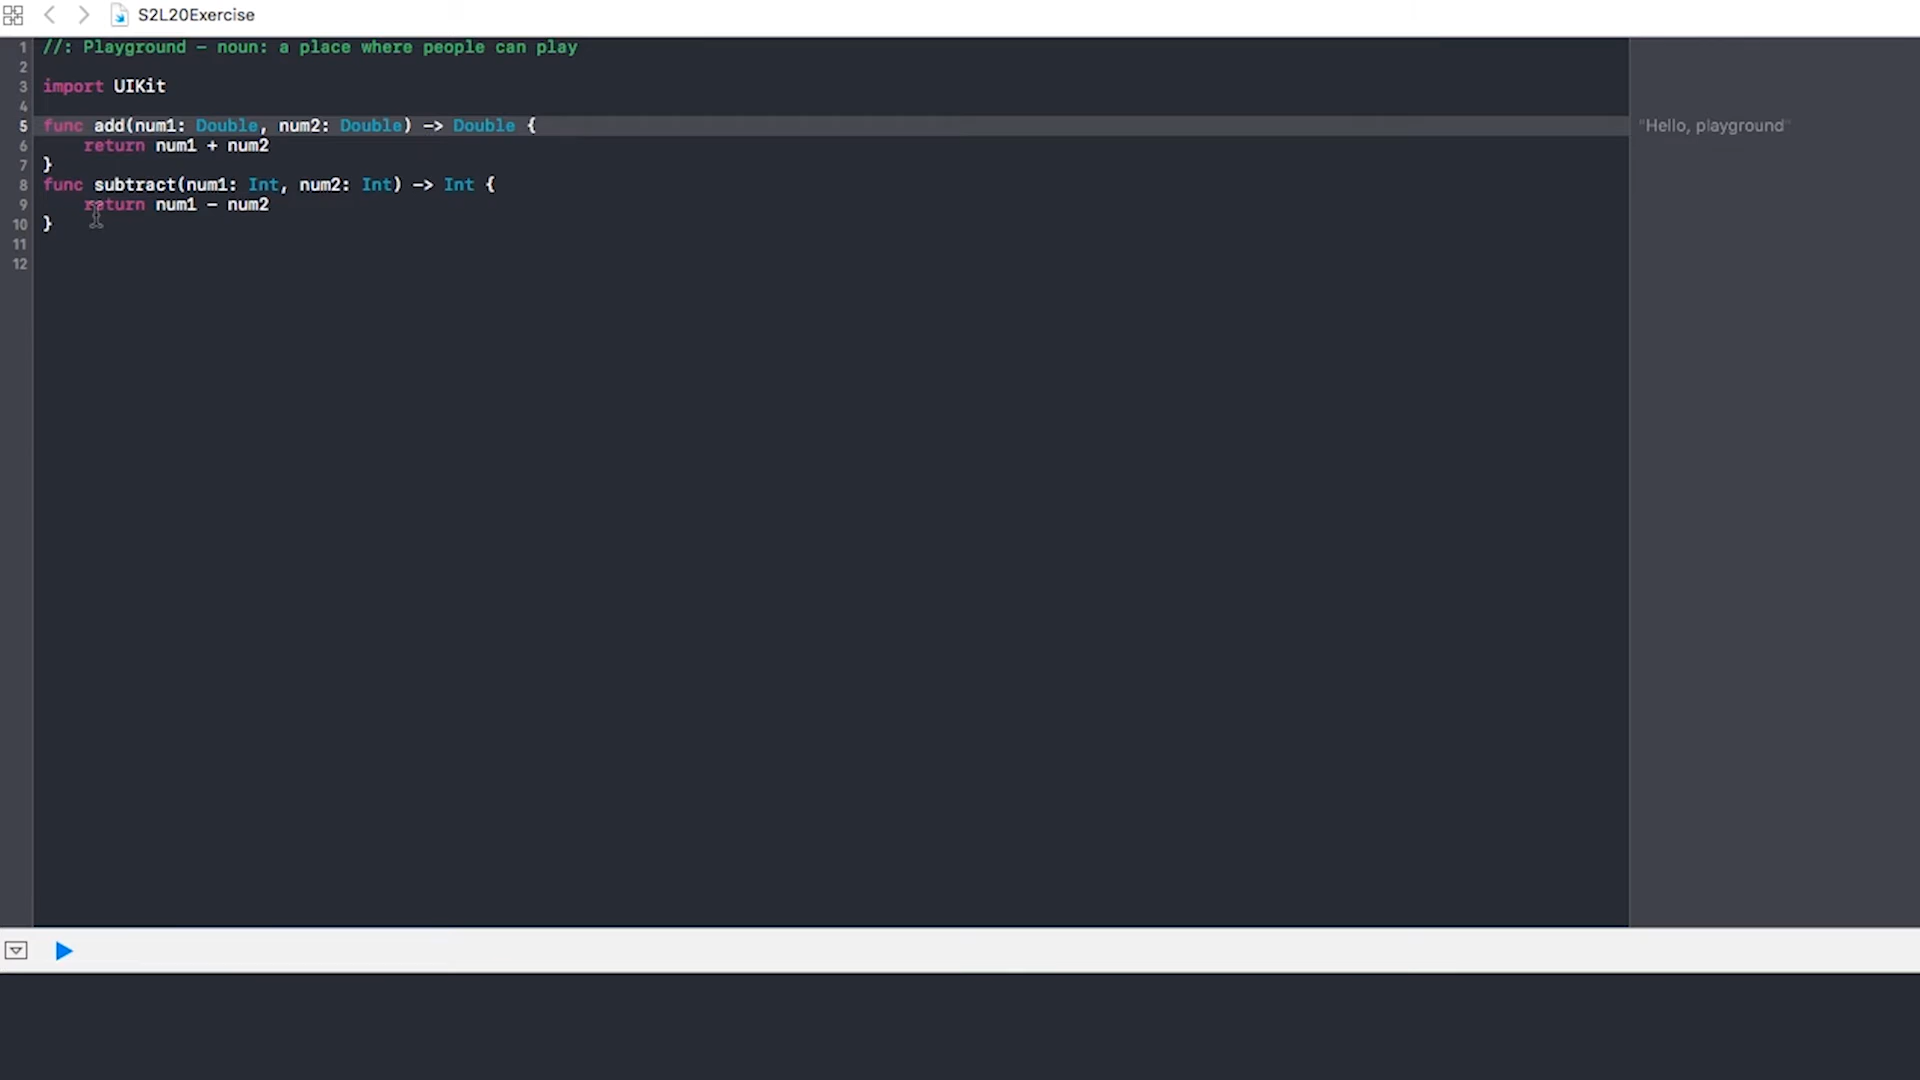 S2L20Exercise
1 //: Playground - noun: a place where people can play
2
3 import UIKit
4
5 func add(num1: Double, num2: Double) -> Double {
"Hello, playground"
6     return num1 + num2
7 }
8 func subtract(num1: Int, num2: Int) -> Int {
9     return num1 - num2
10 }
11
12